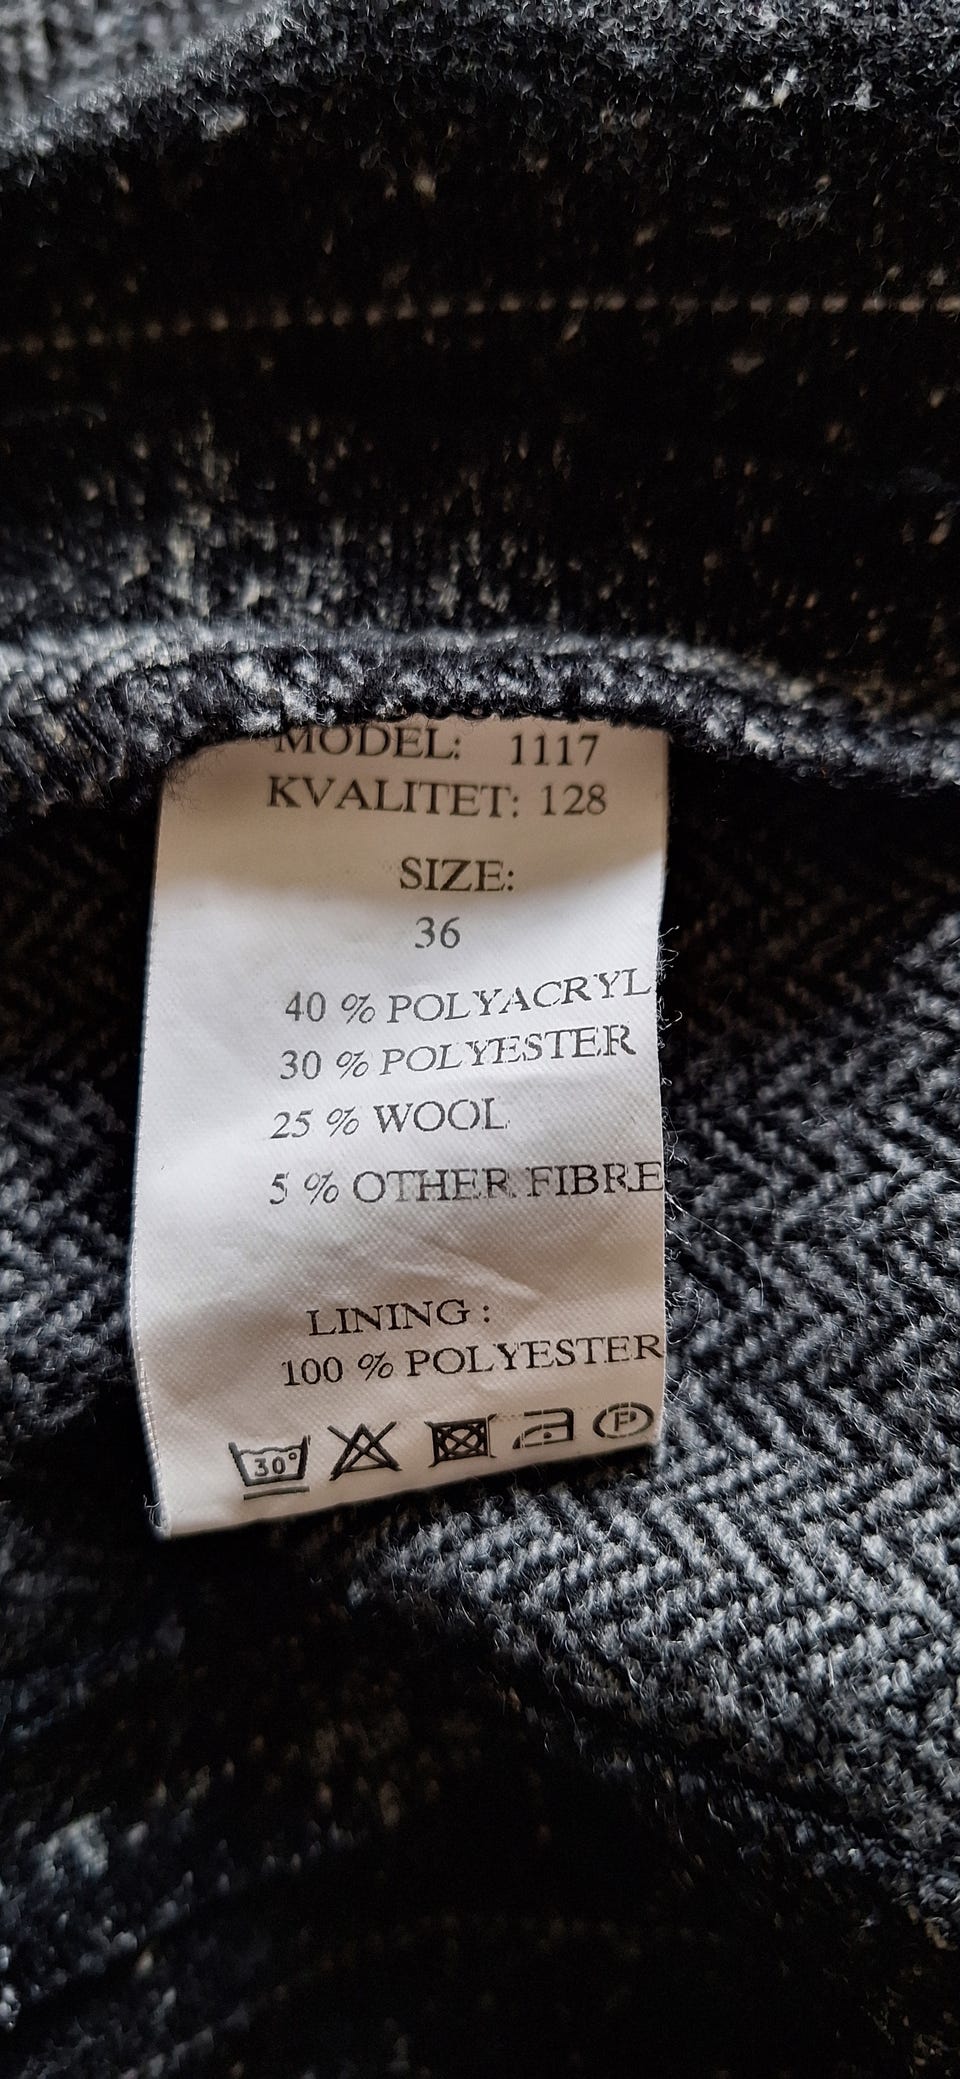 MODEL: 1117
KVALITET: 128
SIZE:
36
40 % POLYACRYL
30 % POLYESTER
25 % WOOL
5 % OTHER FIBRE
LINING :
100 % POLYESTER
30° P